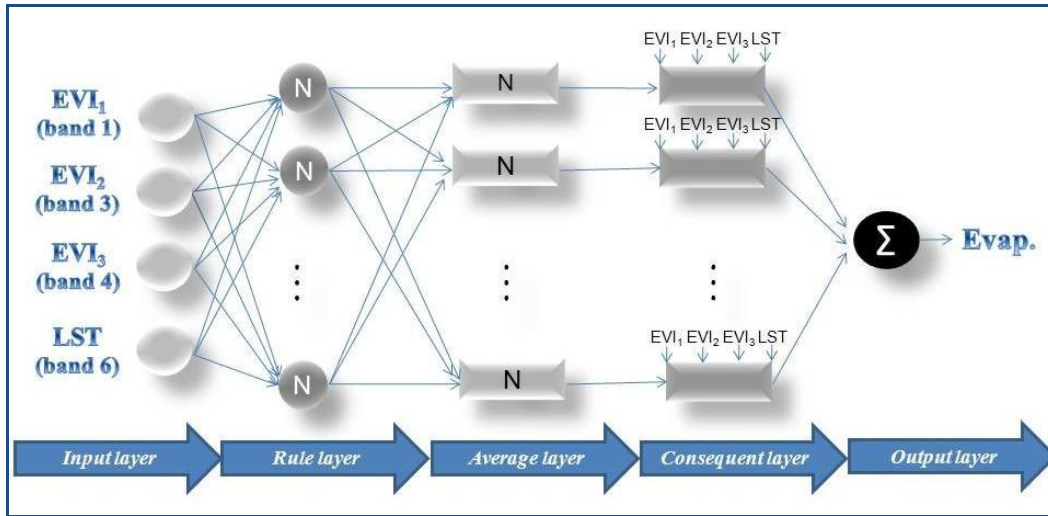 EVI₁ EVI₂ EVI₃ LST
EVI₁
(band 1)
N
N
EVI₁ EVI₂ EVI₃ LST
EVI₂
(band 3)
N
N
EVI₃
(band 4)
Σ
Evap.
EVI₁ EVI₂ EVI₃ LST
LST
(band 6)
N
N
Input layer
Rule layer
Average layer
Consequent layer
Output layer